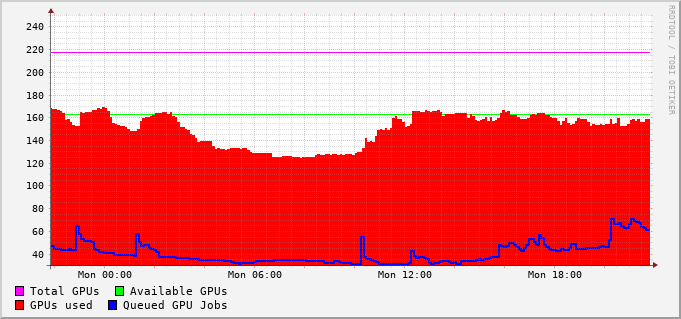 RRDTOOL / TOBI OETIKER
240
220
200
180
160
140
120
100
80
60
40
Mon 00:00 Mon 06:00 Mon 12:00 Mon 18:00
Total GPUs Available GPUs
GPUs used Queued GPU Jobs